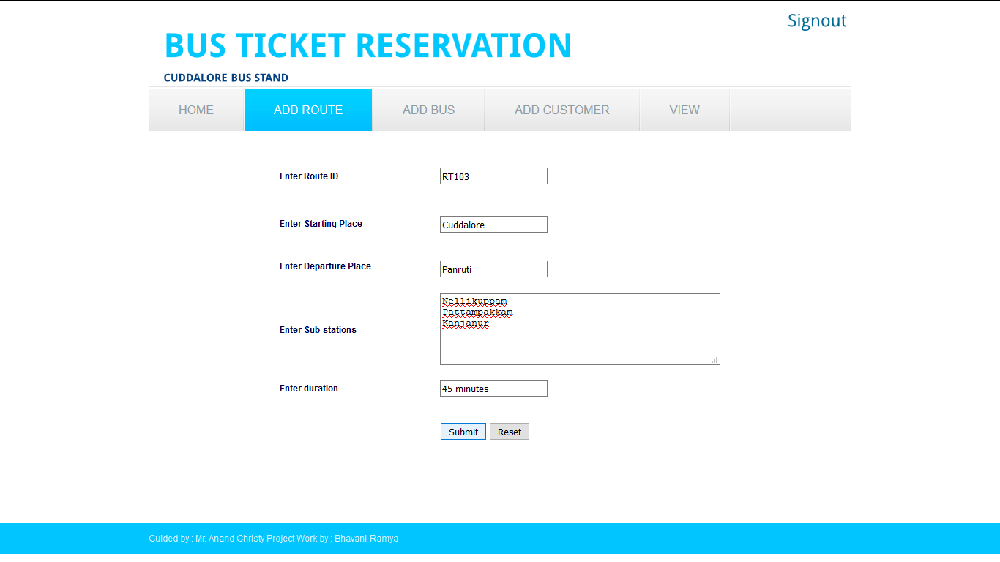 Signout
BUS TICKET RESERVATION
CUDDALORE BUS STAND
HOME ADD ROUTE ADD BUS ADD CUSTOMER VIEW
Enter Route ID RT103
Enter Starting Place Cuddalore
Enter Departure Place Panruti
Enter Sub-stations
Nellikuppam
Pattampakkam
Kanjanur
Enter duration 45 minutes
Submit Reset
Guided by : Mr. Anand Christy Project Work by : Bhavani-Ramya